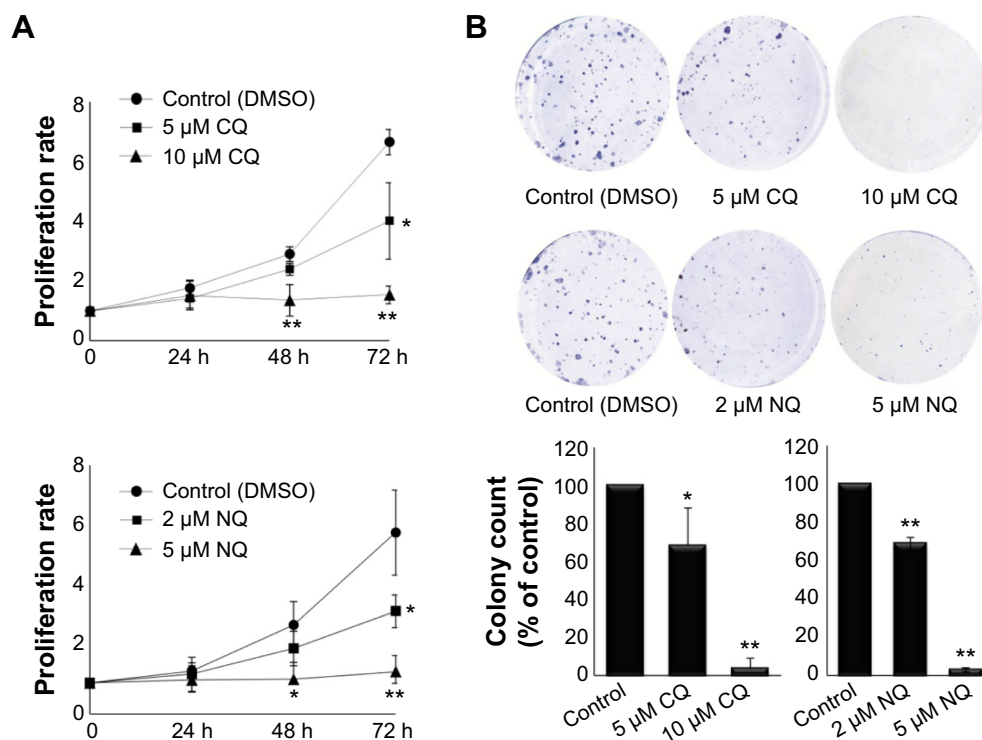 A
Proliferation rate
8
6
4
2
0
Control (DMSO)
5 µM CQ
10 µM CQ
*
**
**
0 24 h 48 h 72 h
Proliferation rate
8
6
4
2
0
Control (DMSO)
2 µM NQ
5 µM NQ
*
*
**
0 24 h 48 h 72 h
B
Control (DMSO) 5 µM CQ 10 µM CQ
Control (DMSO) 2 µM NQ 5 µM NQ
Colony count
(% of control)
120
100
80
60
40
20
0
*
**
Control 5 µM CQ 10 µM CQ
120
100
80
60
40
20
0
**
**
Control 2 µM NQ 5 µM NQ